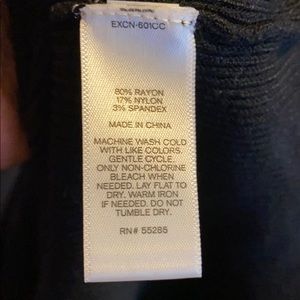 EXCN-601CC
80% RAYON
17% NYLON
3% SPANDEX
MADE IN CHINA
MACHINE WASH COLD
WITH LIKE COLORS.
GENTLE CYCLE.
ONLY NON-CHLORINE
BLEACH WHEN
NEEDED. LAY FLAT TO
DRY. WARM IRON
IF NEEDED. DO NOT
TUMBLE DRY.
RN# 55285